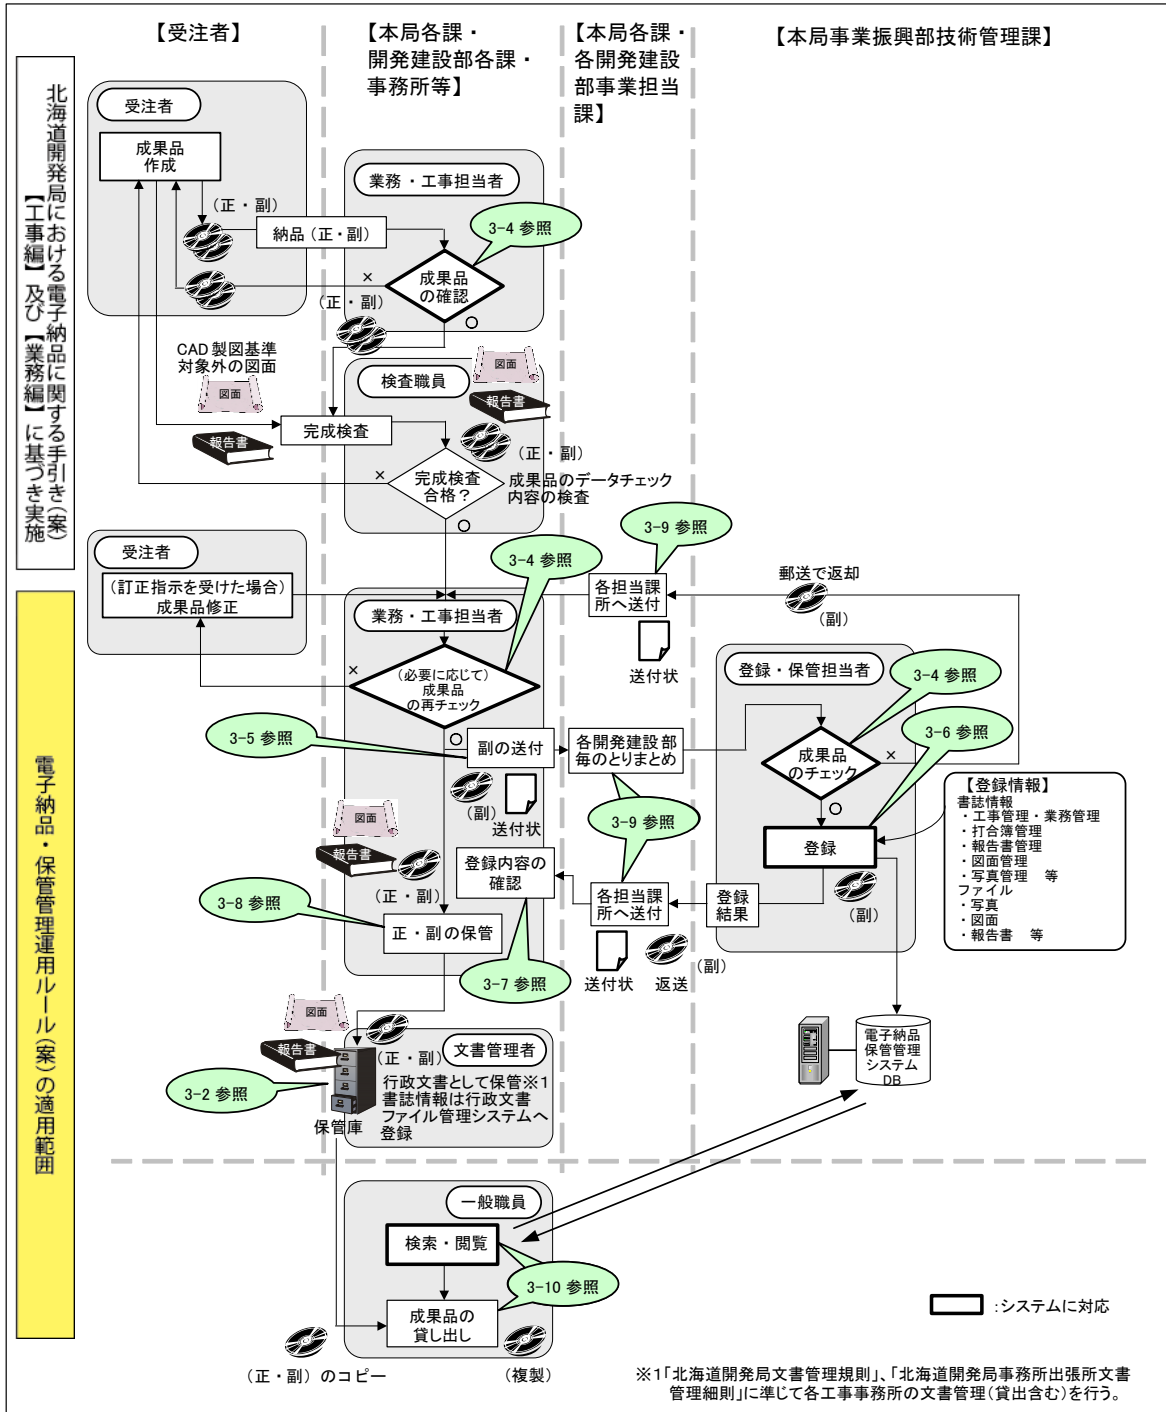 【受注者】
【本局各課・
開発建設部各課・
事務所等】
【本局各課・
各開発建設
部事業担当
課】
【本局事業振興部技術管理課】
北海道開発局における電子納品に関する手引き(案)
【工事編】及び【業務編】に基づき実施
受注者
成果品
作成
(正・副)
納品(正・副)
業務・工事担当者
3-4 参照
成果品
の確認
×
(正・副)
○
CAD製図基準
対象外の図面
図面
報告書
検査職員
図面
報告書
完成検査
(正・副)
×
完成検査
合格？
成果品のデータチェック
内容の検査
○
電子納品・保管管理運用ルール(案)の適用範囲
受注者
(訂正指示を受けた場合)
成果品修正
3-4 参照
3-9 参照
各担当課
所へ送付
郵送で返却
(副)
送付状
業務・工事担当者
×
(必要に応じて)
成果品
の再チェック
登録・保管担当者
3-4 参照
3-6 参照
3-5 参照
○
副の送付
各開発建設部
毎のとりまとめ
成果品
のチェック
×
(副)
送付状
○
【登録情報】
書誌情報
・工事管理・業務管理
・打合簿管理
・報告書管理
・図面管理
・写真管理　等
ファイル
・写真
・図面
・報告書　等
図面
報告書
(正・副)
3-9 参照
登録
登録内容の
確認
各担当課
所へ送付
登録
結果
(副)
3-8 参照
正・副の保管
3-7 参照
送付状
返送
(副)
図面
報告書
(正・副)
文書管理者
3-2 参照
保管庫
行政文書として保管※1
書誌情報は行政文書
ファイル管理システムへ
登録
電子納品
保管管理
システム
DB
一般職員
検索・閲覧
3-10 参照
成果品の
貸し出し
(正・副)のコピー
(複製)
:システムに対応
※1「北海道開発局文書管理規則」、「北海道開発局事務所出張所文書
管理細則」に準じて各工事事務所の文書管理(貸出含む)を行う。